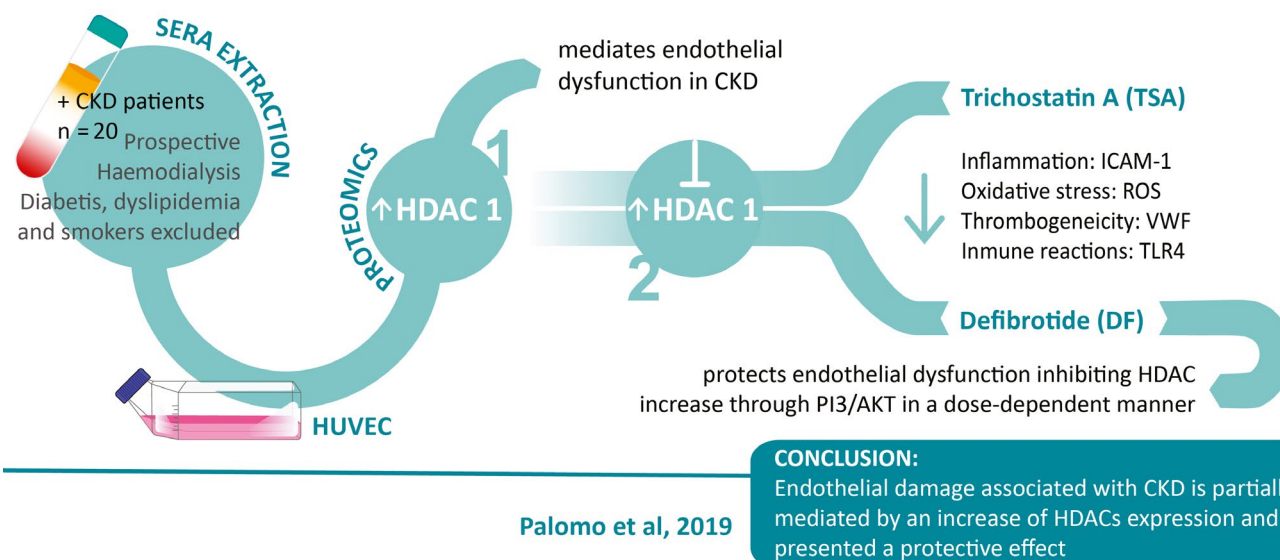 SERA EXTRACTION
+ CKD patients
n = 20
Prospective
Haemodialysis
Diabetis, dyslipidemia
and smokers excluded
HUVEC
PROTEOMICS
↑HDAC 1
1
mediates endothelial
dysfunction in CKD
↑HDAC 1
2
Trichostatin A (TSA)
Inflammation: ICAM-1
Oxidative stress: ROS
Thrombogeneicity: VWF
Inmune reactions: TLR4
Defibrotide (DF)
protects endothelial dysfunction inhibiting HDAC
increase through PI3/AKT in a dose-dependent manner
Palomo et al, 2019
CONCLUSION:
Endothelial damage associated with CKD is partiall
mediated by an increase of HDACs expression and
presented a protective effect